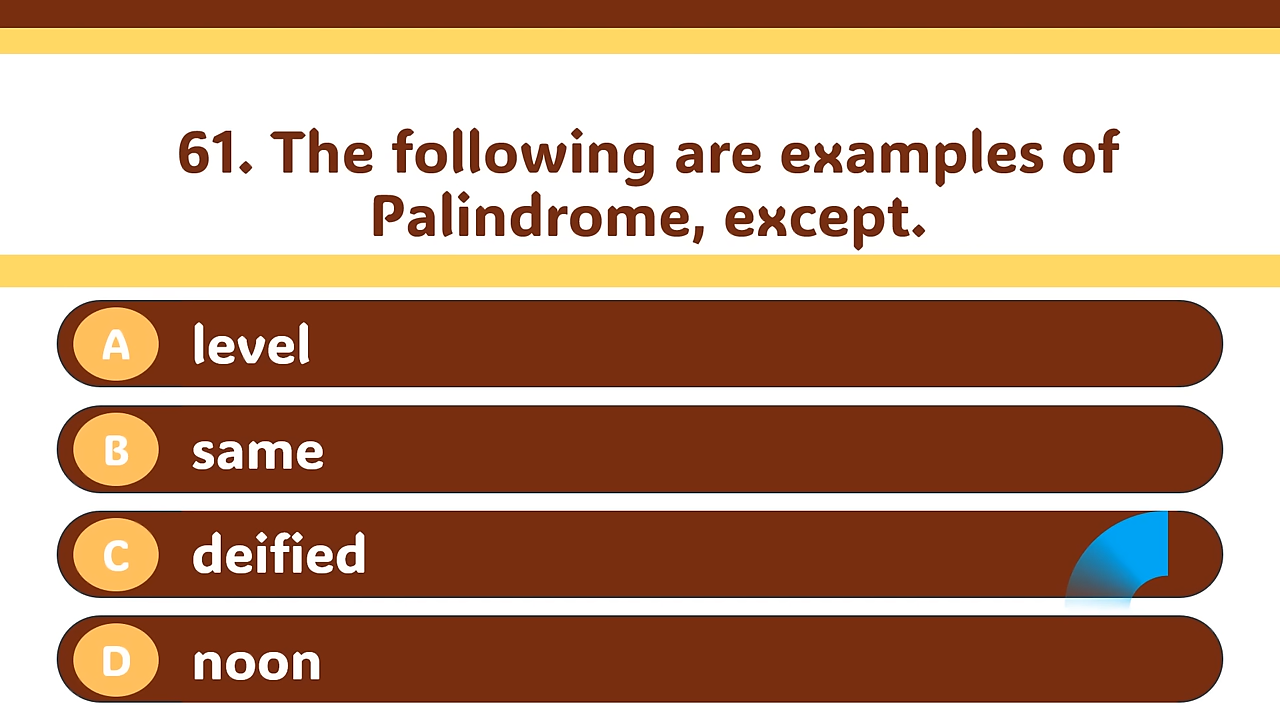 61. The following are examples of
Palindrome, except.
A level
B same
C deified
D noon